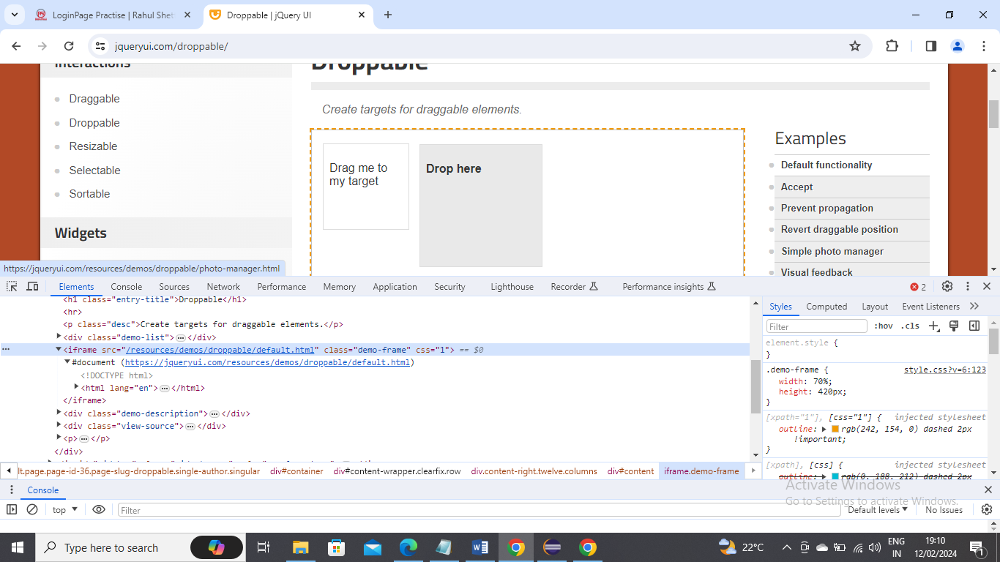 LoginPage Practise | Rahul Shet
Droppable | jQuery UI
jqueryui.com/droppable/
Interactions
Droppable
Draggable
Droppable
Resizable
Selectable
Sortable
Widgets
Create targets for draggable elements.
Drag me to
my target
Drop here
Examples
Default functionality
Accept
Prevent propagation
Revert draggable position
Simple photo manager
Visual feedback
https://jqueryui.com/resources/demos/droppable/photo-manager.html
Elements Console Sources Network Performance Memory Application Security Lighthouse Recorder Performance insights 2
<h1 class="entry-title">Droppable</h1>
<hr>
<p class="desc">Create targets for draggable elements.</p>
<div class="demo-list">…</div>
<iframe src="/resources/demos/droppable/default.html" class="demo-frame" css="1"> == $0
#document (https://jqueryui.com/resources/demos/droppable/default.html)
<!DOCTYPE html>
<html lang="en">…</html>
</iframe>
<div class="demo-description">…</div>
<div class="view-source">…</div>
<p>…</p>
</div>
Styles Computed Layout Event Listeners
Filter :hov .cls
element.style {
}
.demo-frame { style.css?v=6:123
width: 70%;
height: 420px;
}
[xpath="1"], [css="1"] { injected stylesheet
outline: rgb(242, 154, 0) dashed 2px
!important;
}
[xpath], [css] { injected stylesheet
outline: rgb(0, 188, 212) dashed 2px
lt.page.page-id-36.page-slug-droppable.single-author.singular div#container div#content-wrapper.clearfix.row div.content-right.twelve.columns div#content iframe.demo-frame
Console
Activate Windows
Go to Settings to activate Windows.
top Filter Default levels No Issues
Type here to search
22°C
ENG
IN
19:10
12/02/2024
1